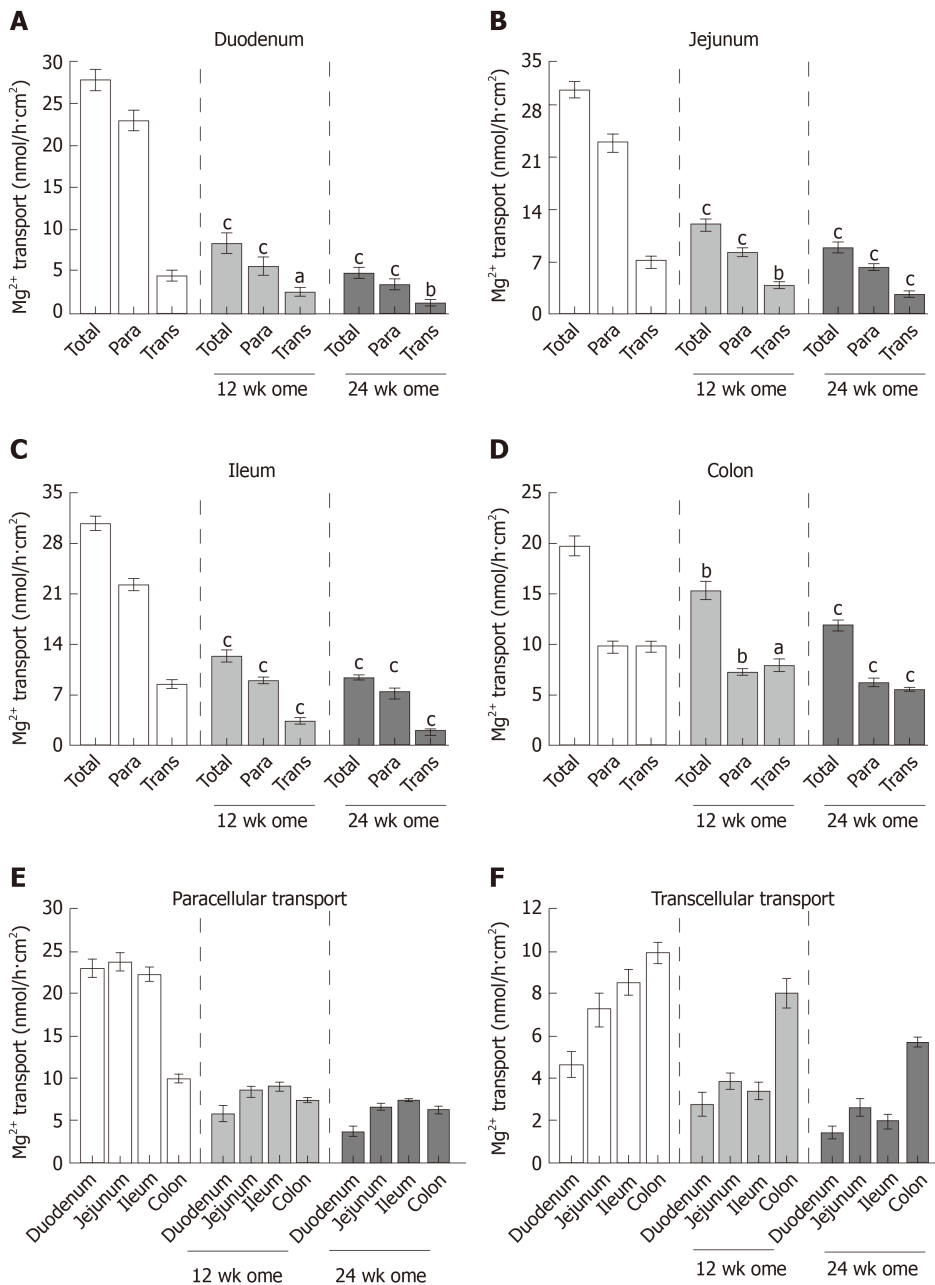 A
Duodenum
Mg2+ transport (nmol/h·cm2)
30
25
20
15
10
5
0
c
c
a
c
c
b
Total Para Trans Total Para Trans Total Para Trans
12 wk ome 24 wk ome
B
Jejunum
Mg2+ transport (nmol/h·cm2)
35
28
21
14
7
0
c
c
b
c
c
c
Total Para Trans Total Para Trans Total Para Trans
12 wk ome 24 wk ome
C
Ileum
Mg2+ transport (nmol/h·cm2)
35
28
21
14
7
0
c
c
c
c
c
c
Total Para Trans Total Para Trans Total Para Trans
12 wk ome 24 wk ome
D
Colon
Mg2+ transport (nmol/h·cm2)
25
20
15
10
5
0
b
b
a
c
c
c
Total Para Trans Total Para Trans Total Para Trans
12 wk ome 24 wk ome
E
Paracellular transport
Mg2+ transport (nmol/h·cm2)
30
25
20
15
10
5
0
Duodenum Jejunum Ileum Colon Duodenum Jejunum Ileum Colon Duodenum Jejunum Ileum Colon
12 wk ome 24 wk ome
F
Transcellular transport
Mg2+ transport (nmol/h·cm2)
12
10
8
6
4
2
0
Duodenum Jejunum Ileum Colon Duodenum Jejunum Ileum Colon Duodenum Jejunum Ileum Colon
12 wk ome 24 wk ome